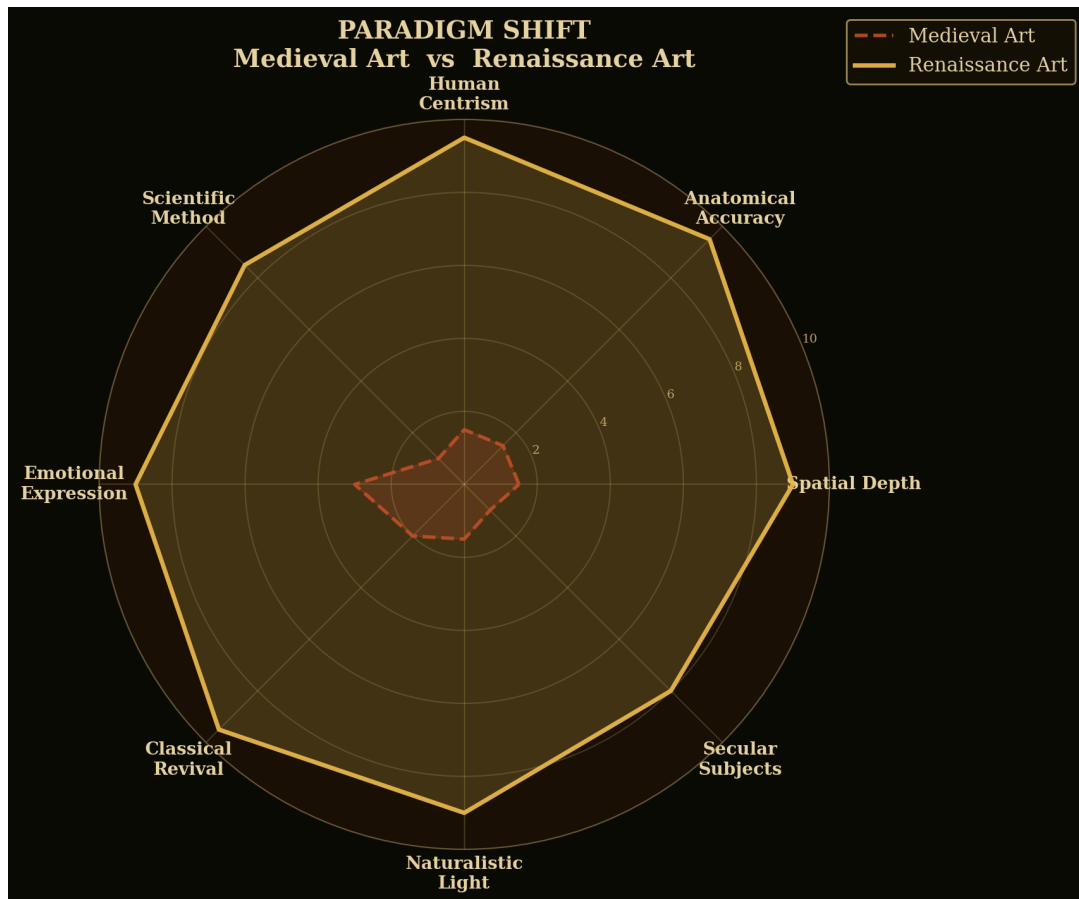 PARADIGM SHIFT
Medieval Art vs Renaissance Art
Medieval Art
Renaissance Art
Human
Centrism
Scientific
Method
Anatomical
Accuracy
10
8
6
4
2
Emotional
Expression
Spatial Depth
Classical
Revival
Secular
Subjects
Naturalistic
Light